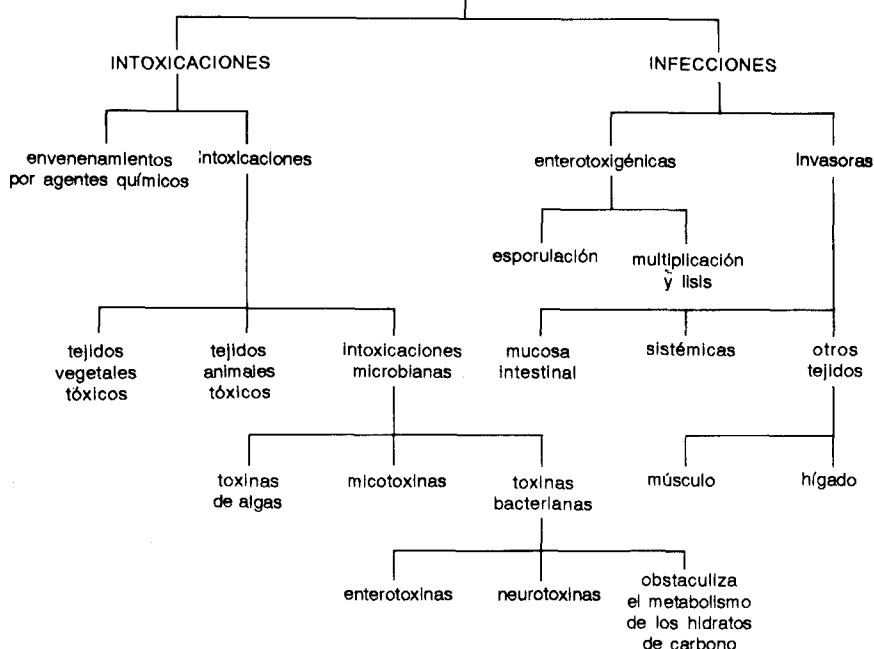 INTOXICACIONES
INFECCIONES
envenenamientos
por agentes químicos
intoxicaciones
enterotoxigénicas
Invasoras
esporulación
multiplicación
y lisis
tejidos
vegetales
tóxicos
tejidos
animales
tóxicos
intoxicaciones
microbianas
mucosa
intestinal
sistémicas
otros
tejidos
toxinas
de algas
micotoxinas
toxinas
bacterianas
músculo
hígado
enterotoxinas
neurotoxinas
obstaculiza
el metabolismo
de los hidratos
de carbono